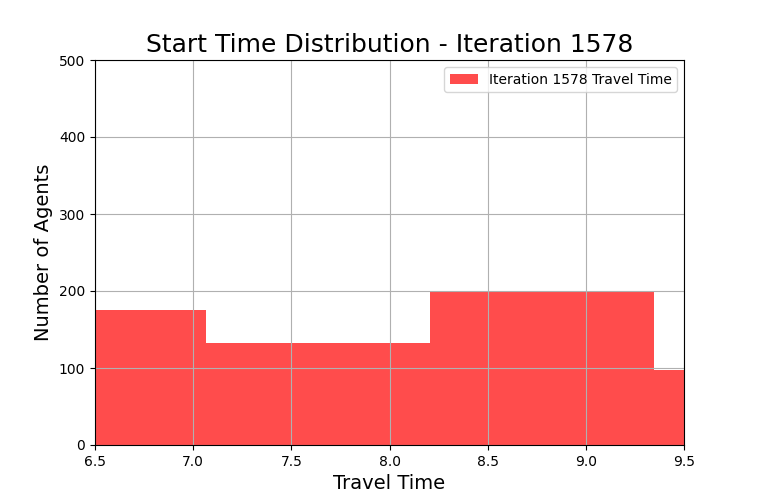 Start Time Distribution - Iteration 1578
Iteration 1578 Travel Time
Number of Agents
500
400
300
200
100
0
6.5 7.0 7.5 8.0 8.5 9.0 9.5
Travel Time